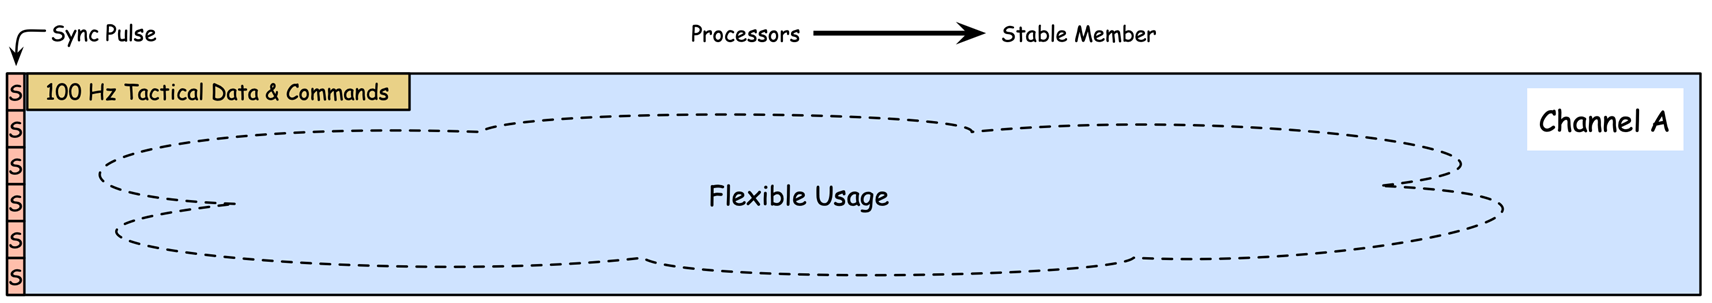 Sync Pulse
Processors Stable Member
S 100 Hz Tactical Data & Commands
Channel A
S
S
Flexible Usage
S
S
S